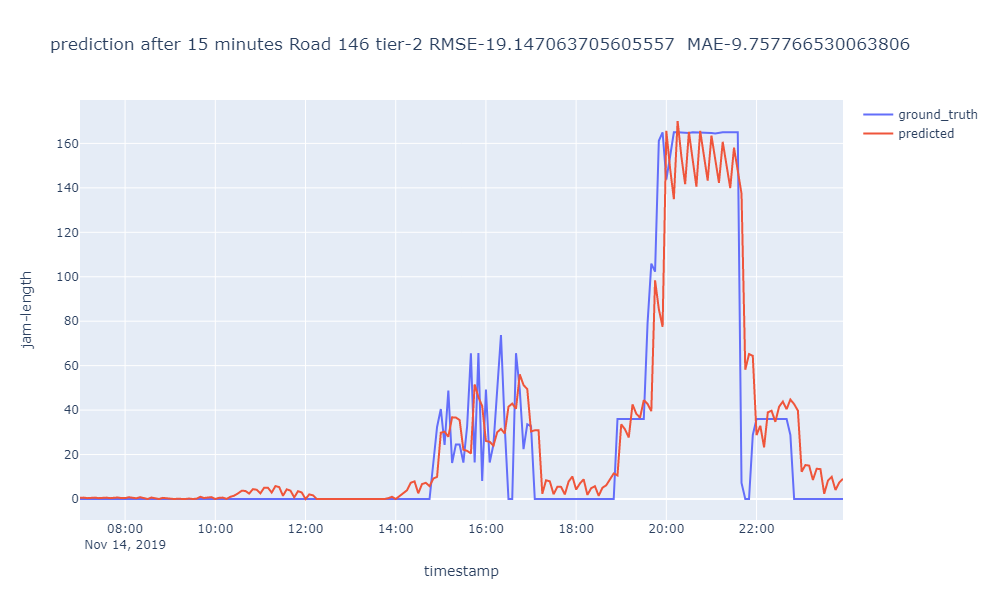 prediction after 15 minutes Road 146 tier-2 RMSE-19.147063705605557  MAE-9.757766530063806
ground_truth
predicted
160
140
120
100
80
60
40
20
0
jam-length
08:00 10:00 12:00 14:00 16:00 18:00 20:00 22:00
Nov 14, 2019
timestamp